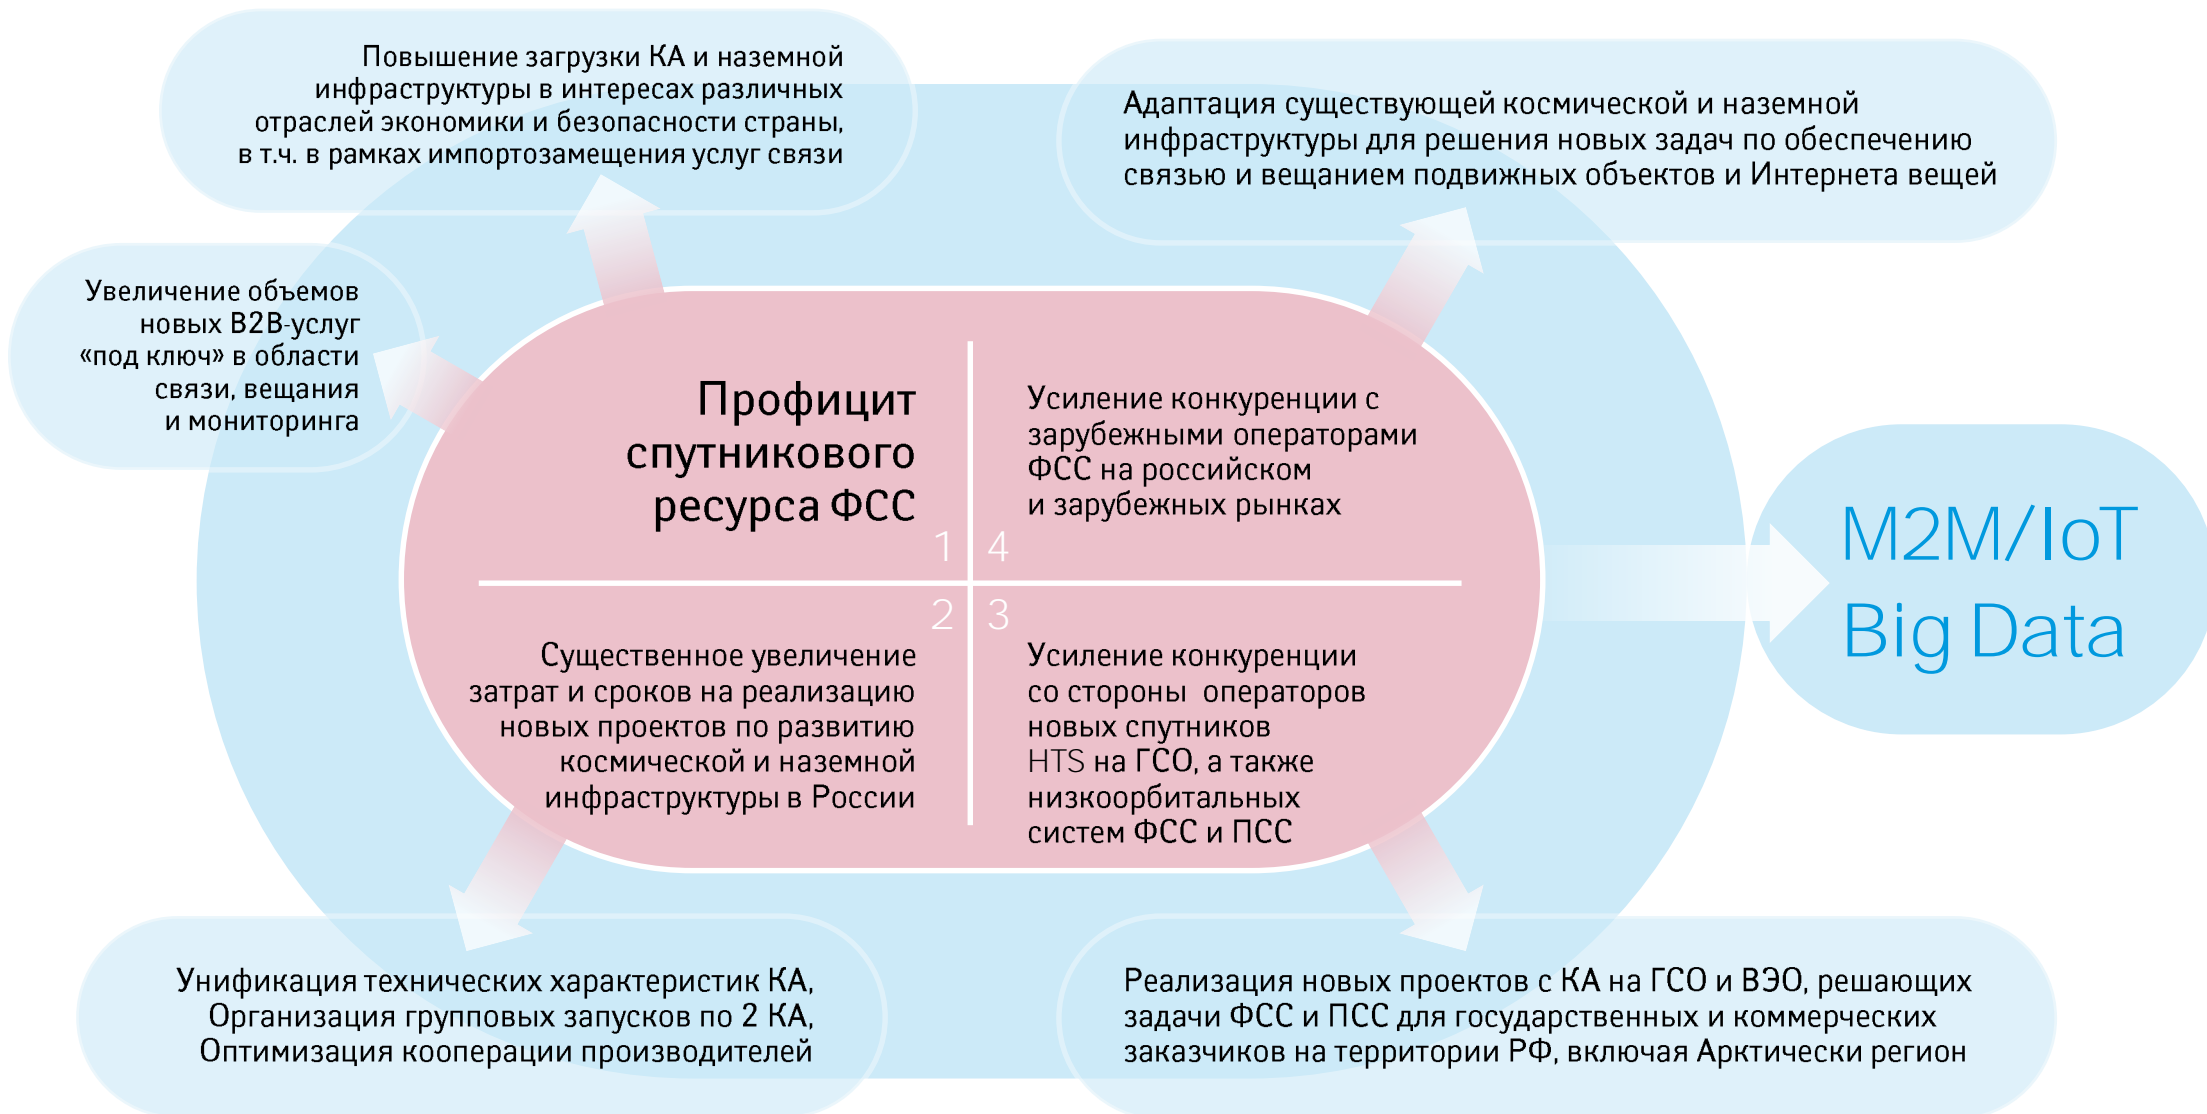 Повышение загрузки КА и наземной
инфраструктуры в интересах различных
отраслей экономики и безопасности страны,
в т.ч. в рамках импортозамещения услуг связи
Адаптация существующей космической и наземной
инфраструктуры для решения новых задач по обеспечению
связью и вещанием подвижных объектов и Интернета вещей
Увеличение объемов
новых B2B-услуг
«под ключ» в области
связи, вещания
и мониторинга
Профицит
спутникового
ресурса ФСС
1
Усиление конкуренции с
зарубежными операторами
ФСС на российском
и зарубежных рынках
4
2
Существенное увеличение
затрат и сроков на реализацию
новых проектов по развитию
космической и наземной
инфраструктуры в России
3
Усиление конкуренции
со стороны операторов
новых спутников
HTS на ГСО, а также
низкоорбитальных
систем ФСС и ПСС
M2M/IoT
Big Data
Унификация технических характеристик КА,
Организация групповых запусков по 2 КА,
Оптимизация кооперации производителей
Реализация новых проектов с КА на ГСО и ВЭО, решающих
задачи ФСС и ПСС для государственных и коммерческих
заказчиков на территории РФ, включая Арктически регион